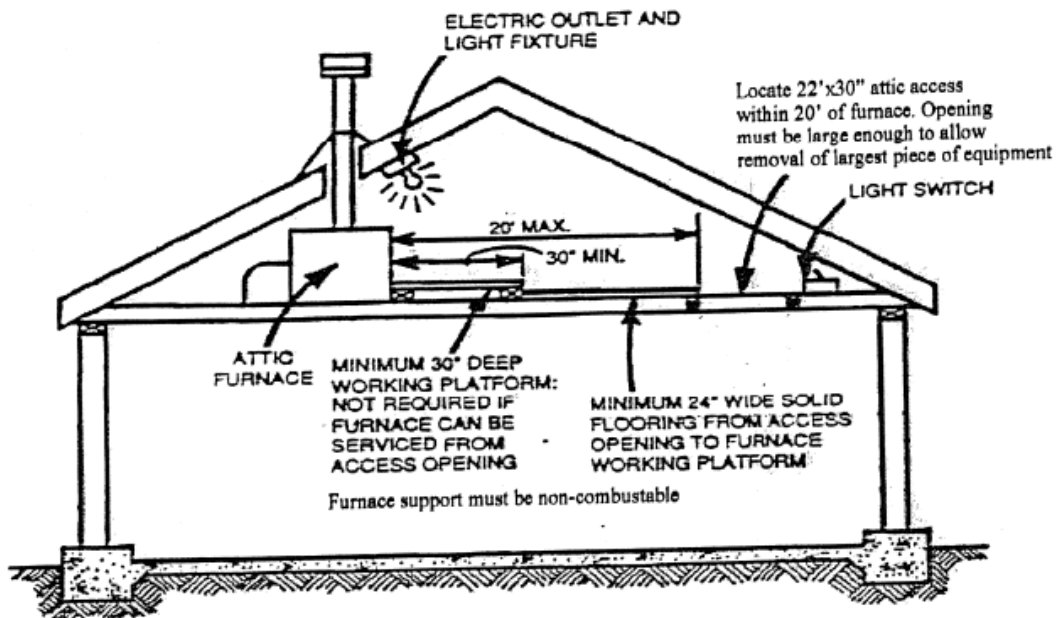 ELECTRIC OUTLET AND
LIGHT FIXTURE
Locate 22'x30" attic access
within 20' of furnace. Opening
must be large enough to allow
removal of largest piece of equipment
LIGHT SWITCH
20' MAX.
30" MIN.
ATTIC
FURNACE
MINIMUM 30" DEEP
WORKING PLATFORM:
NOT REQUIRED IF
FURNACE CAN BE
SERVICED FROM
ACCESS OPENING
MINIMUM 24" WIDE SOLID
FLOORING FROM ACCESS
OPENING TO FURNACE
WORKING PLATFORM
Furnace support must be non-combustable